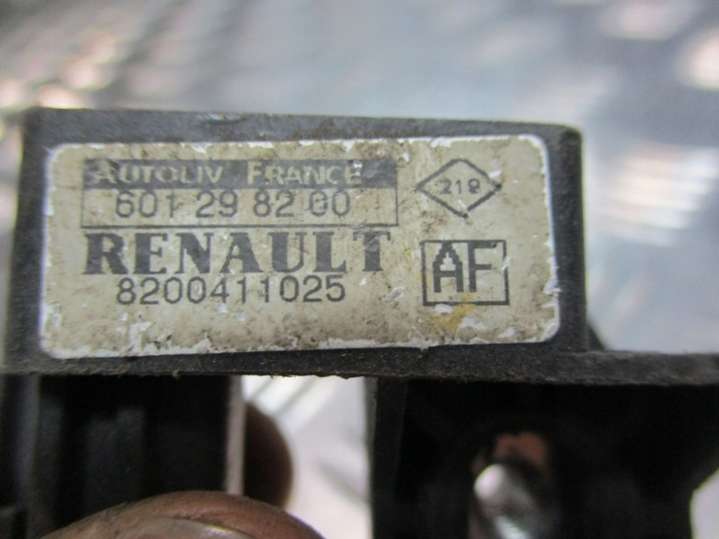 AUTOLIV FRANCE
219
601 29 82 00
RENAULT
AF
8200411025